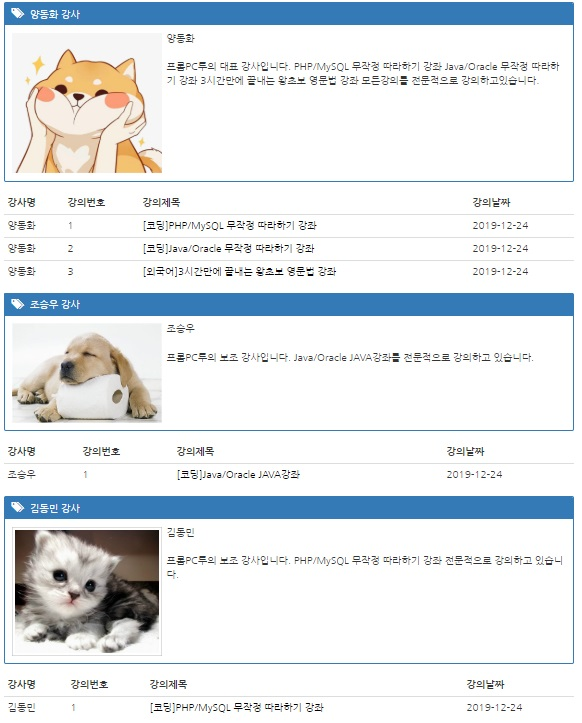 양동화 강사
양동화
프롬PC투의 대표 강사입니다. PHP/MySQL 무작정 따라하기 강좌 Java/Oracle 무작정 따라하
기 강좌 3시간만에 끝내는 왕초보 영문법 강좌 모든강의를 전문적으로 강의하고있습니다.
강사명 강의번호 강의제목 강의날짜
양동화 1 [코딩]PHP/MySQL 무작정 따라하기 강좌 2019-12-24
양동화 2 [코딩]Java/Oracle 무작정 따라하기 강좌 2019-12-24
양동화 3 [외국어]3시간만에 끝내는 왕초보 영문법 강좌 2019-12-24
조승우 강사
조승우
프롬PC투의 보조 강사입니다. Java/Oracle JAVA강좌를 전문적으로 강의하고 있습니다.
강사명 강의번호 강의제목 강의날짜
조승우 1 [코딩]Java/Oracle JAVA강좌 2019-12-24
김동민 강사
김동민
프롬PC투의 보조 강사입니다. PHP/MySQL 무작정 따라하기 강좌 전문적으로 강의하고 있습니
다.
강사명 강의번호 강의제목 강의날짜
김동민 1 [코딩]PHP/MySQL 무작정 따라하기 강좌 2019-12-24